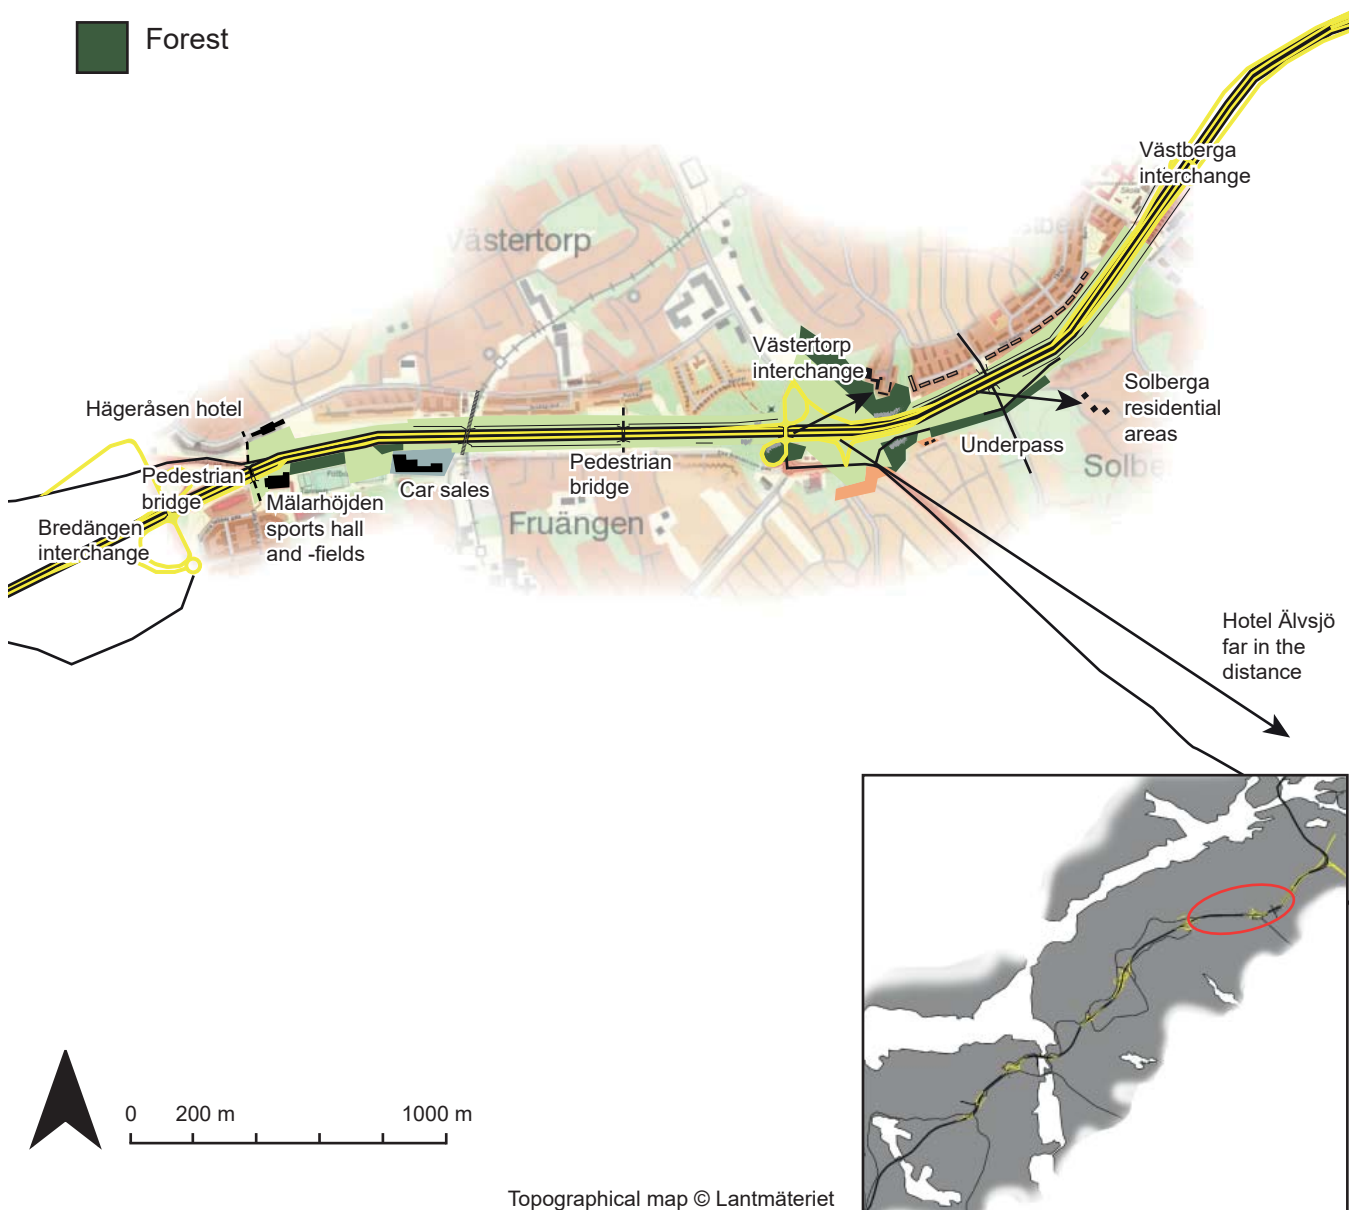 Forest
Västberga
interchange
Skola
Västertorp
Västertorp
interchange
Hägeråsen hotel
Solberga
residential
areas
Pedestrian
bridge
Mälarhöjden
sports hall
and -fields
Car sales
Pedestrian
bridge
Underpass
Solbe
Bredängen
interchange
Fruängen
Hotel Älvsjö
far in the
distance
0 200 m 1000 m
Topographical map © Lantmäteriet